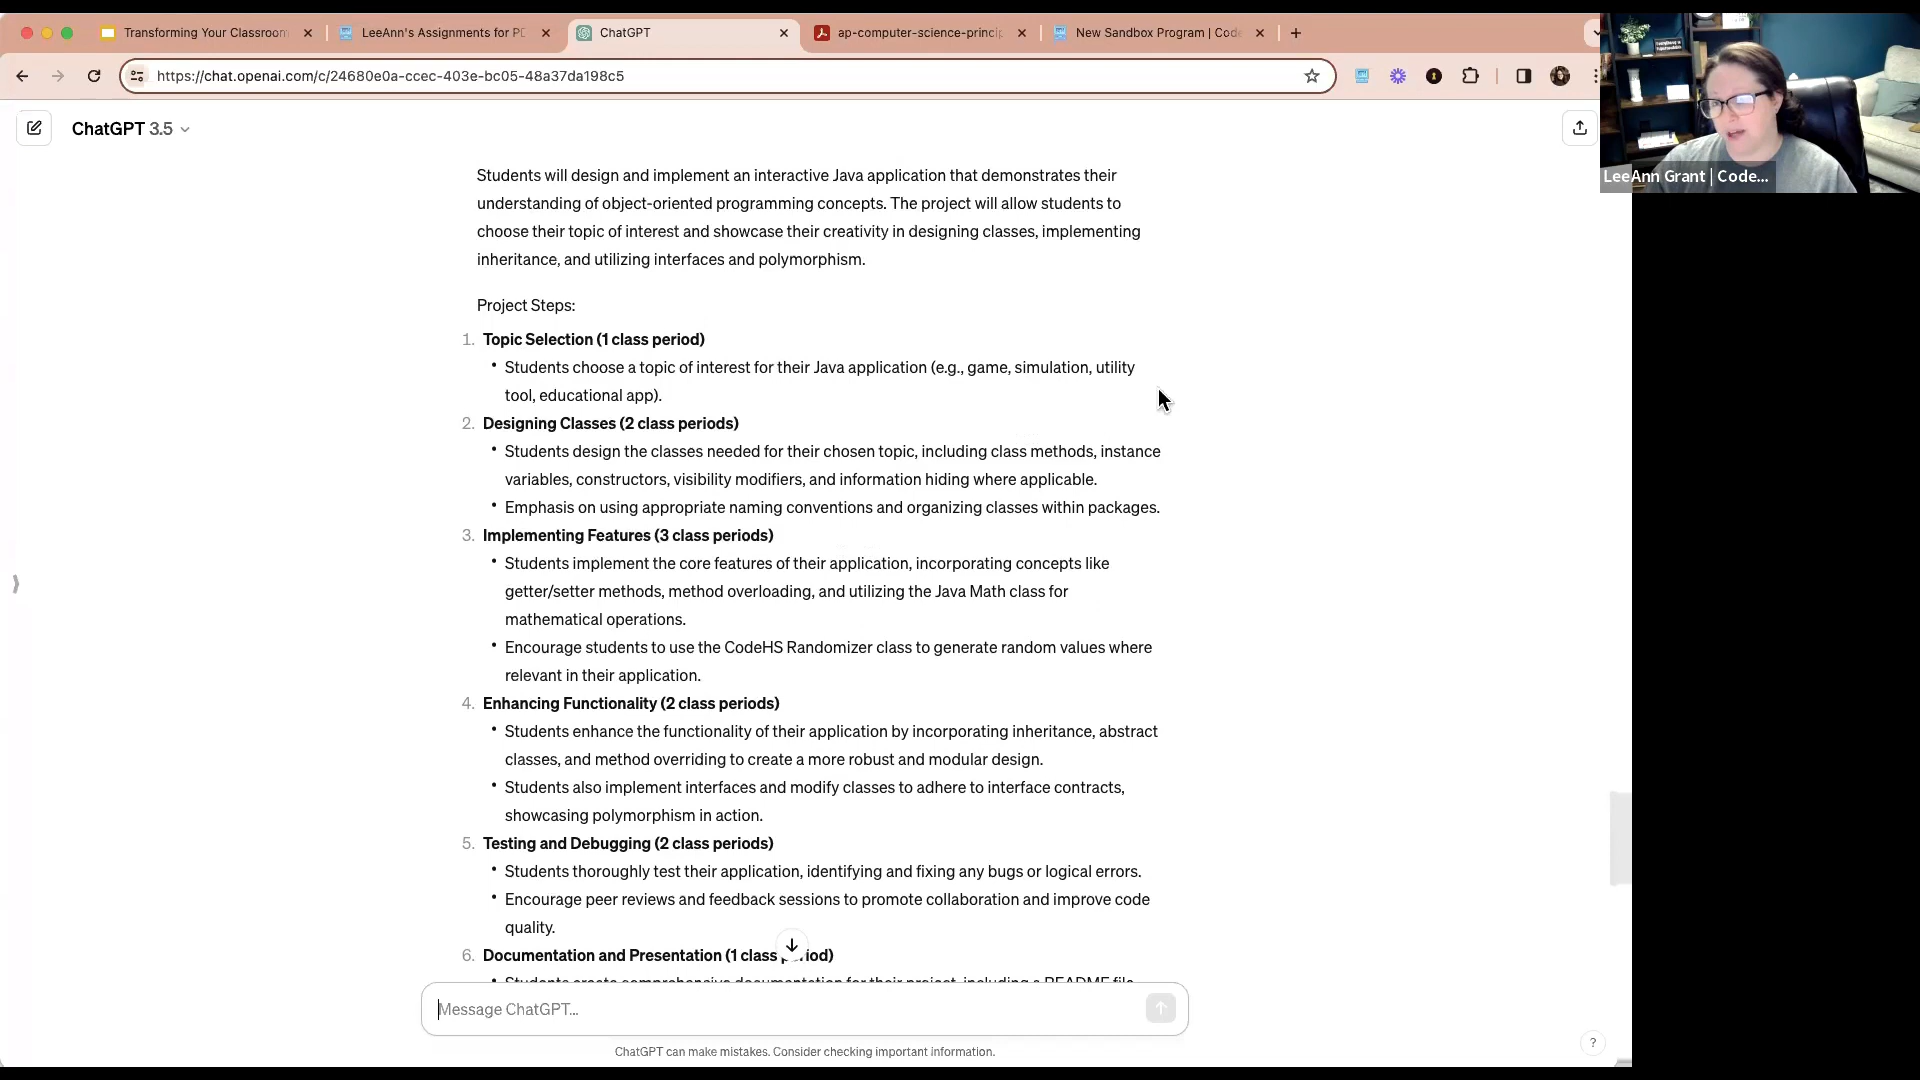 Transforming Your Classroom
LeeAnn's Assignments for PD
ChatGPT
ap-computer-science-princip
New Sandbox Program | Code
https://chat.openai.com/c/24680e0a-ccec-403e-bc05-48a37da198c5
ChatGPT 3.5
LeeAnn Grant | Code...
Students will design and implement an interactive Java application that demonstrates their
understanding of object-oriented programming concepts. The project will allow students to
choose their topic of interest and showcase their creativity in designing classes, implementing
inheritance, and utilizing interfaces and polymorphism.
Project Steps:
1. Topic Selection (1 class period)
• Students choose a topic of interest for their Java application (e.g., game, simulation, utility
tool, educational app).
2. Designing Classes (2 class periods)
• Students design the classes needed for their chosen topic, including class methods, instance
variables, constructors, visibility modifiers, and information hiding where applicable.
• Emphasis on using appropriate naming conventions and organizing classes within packages.
3. Implementing Features (3 class periods)
• Students implement the core features of their application, incorporating concepts like
getter/setter methods, method overloading, and utilizing the Java Math class for
mathematical operations.
• Encourage students to use the CodeHS Randomizer class to generate random values where
relevant in their application.
4. Enhancing Functionality (2 class periods)
• Students enhance the functionality of their application by incorporating inheritance, abstract
classes, and method overriding to create a more robust and modular design.
• Students also implement interfaces and modify classes to adhere to interface contracts,
showcasing polymorphism in action.
5. Testing and Debugging (2 class periods)
• Students thoroughly test their application, identifying and fixing any bugs or logical errors.
• Encourage peer reviews and feedback sessions to promote collaboration and improve code
quality.
6. Documentation and Presentation (1 class period)
• Students create comprehensive documentation for their project, including a README file
Message ChatGPT...
ChatGPT can make mistakes. Consider checking important information.
?